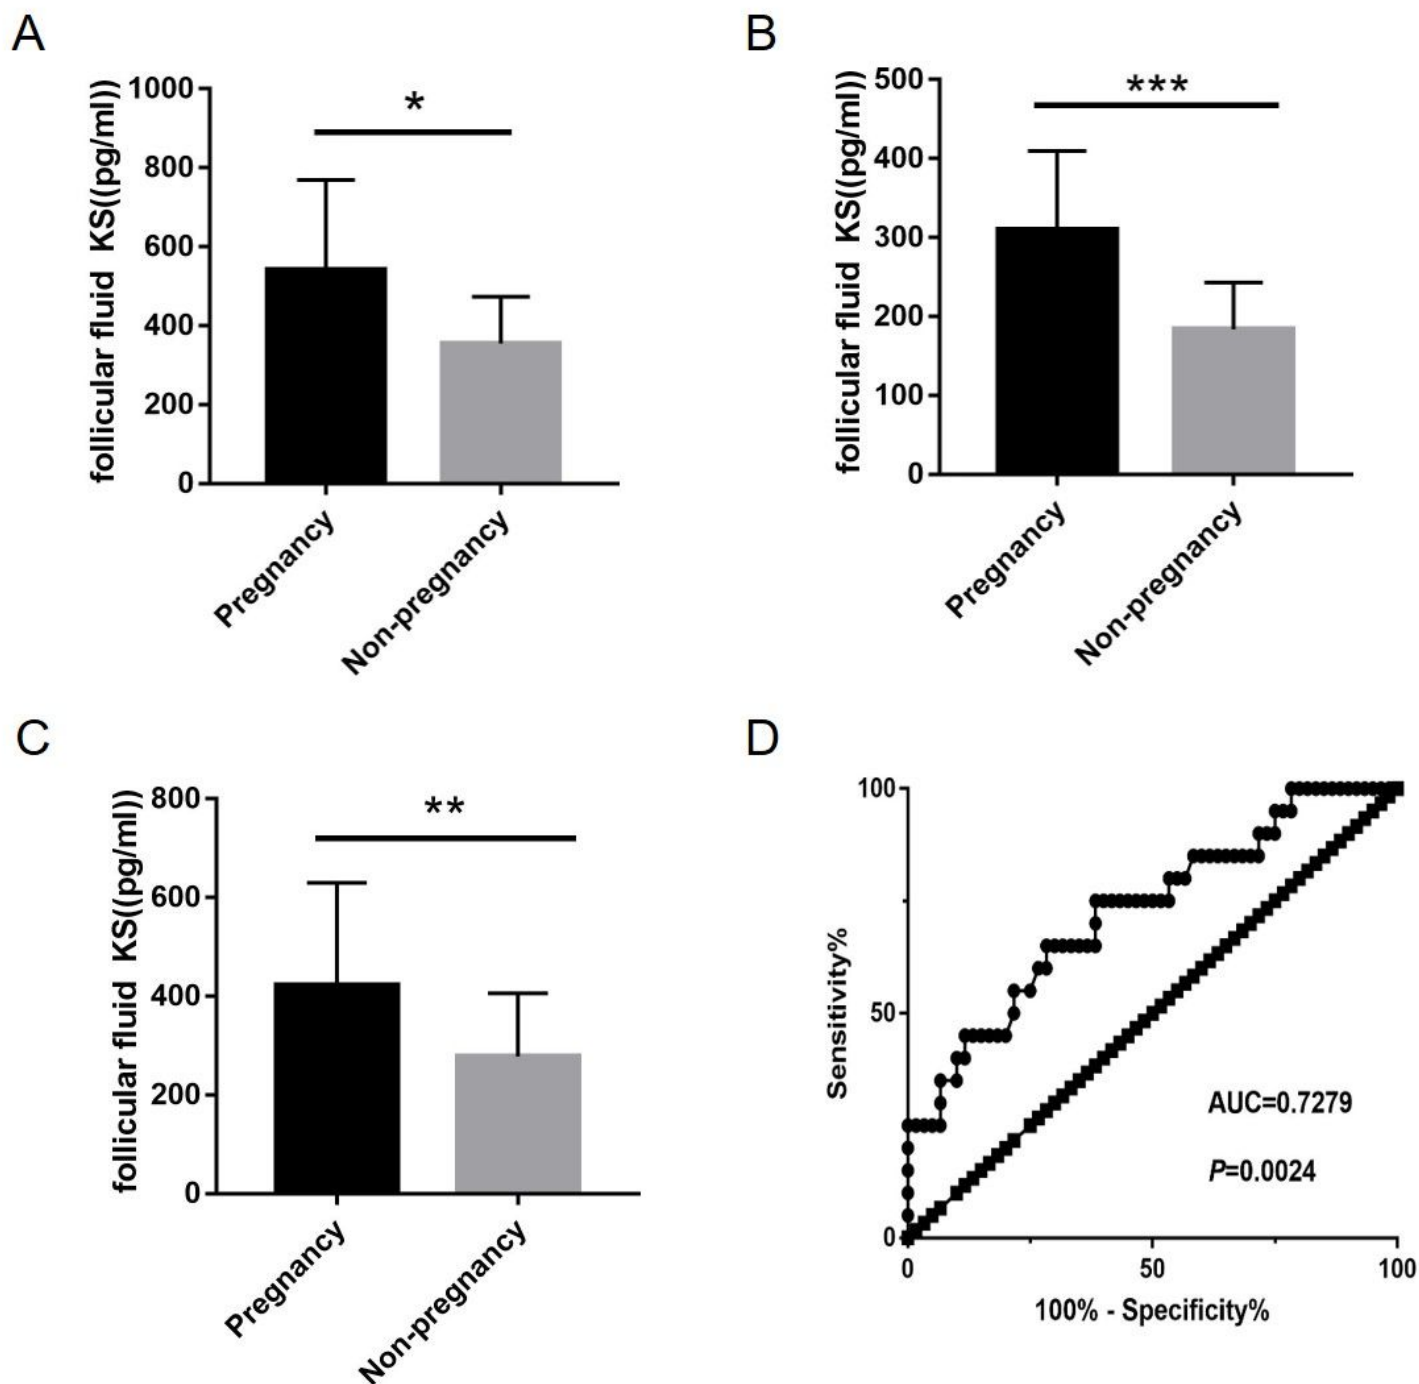 A
follicular fluid KS((pg/ml))
1000
800
600
400
200
0
*
Pregnancy
Non-pregnancy
B
follicular fluid KS((pg/ml))
500
400
300
200
100
0
***
Pregnancy
Non-pregnancy
C
follicular fluid KS((pg/ml))
800
600
400
200
0
**
Pregnancy
Non-pregnancy
D
Sensitivity%
100
50
0
AUC=0.7279
P=0.0024
0
50
100
100% - Specificity%